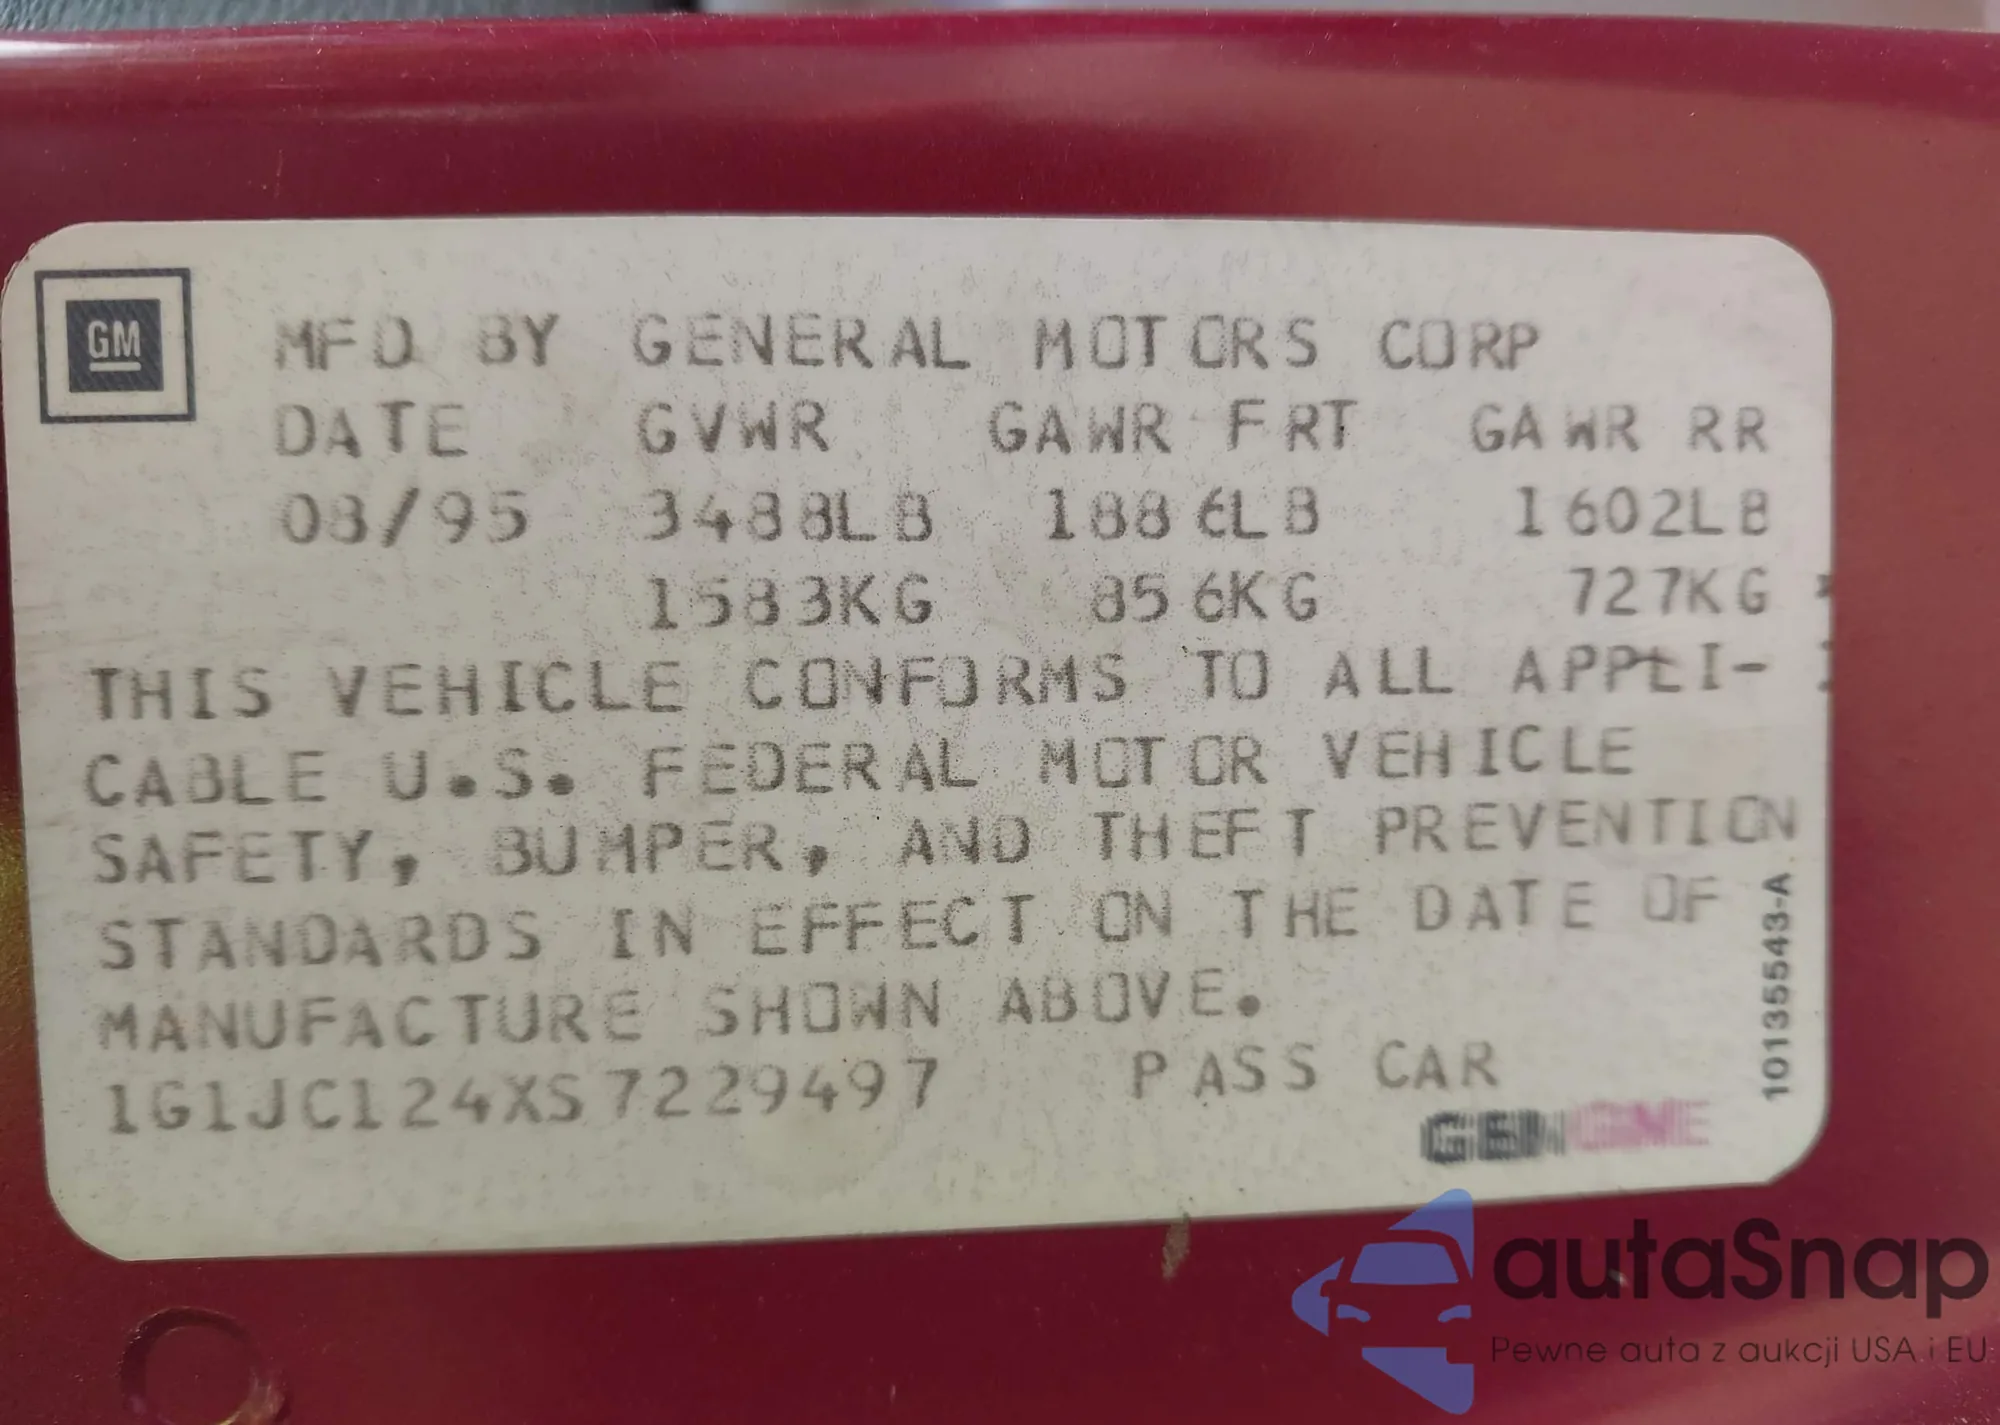 GM
MFD BY GENERAL MOTORS CORP
DATE GVWR GAWR FRT GAWR RR
08/95 3488LB 1886LB 1602LB
1583KG 856KG 727KG
THIS VEHICLE CONFORMS TO ALL APPLI-
CABLE U.S. FEDERAL MOTOR VEHICLE
SAFETY, BUMPER, AND THEFT PREVENTION
STANDARDS IN EFFECT ON THE DATE OF
MANUFACTURE SHOWN ABOVE.
1G1JC124XS7229497 PASS CAR
10135543-A
autaSnap
Pewne auta z aukcji USA i EU